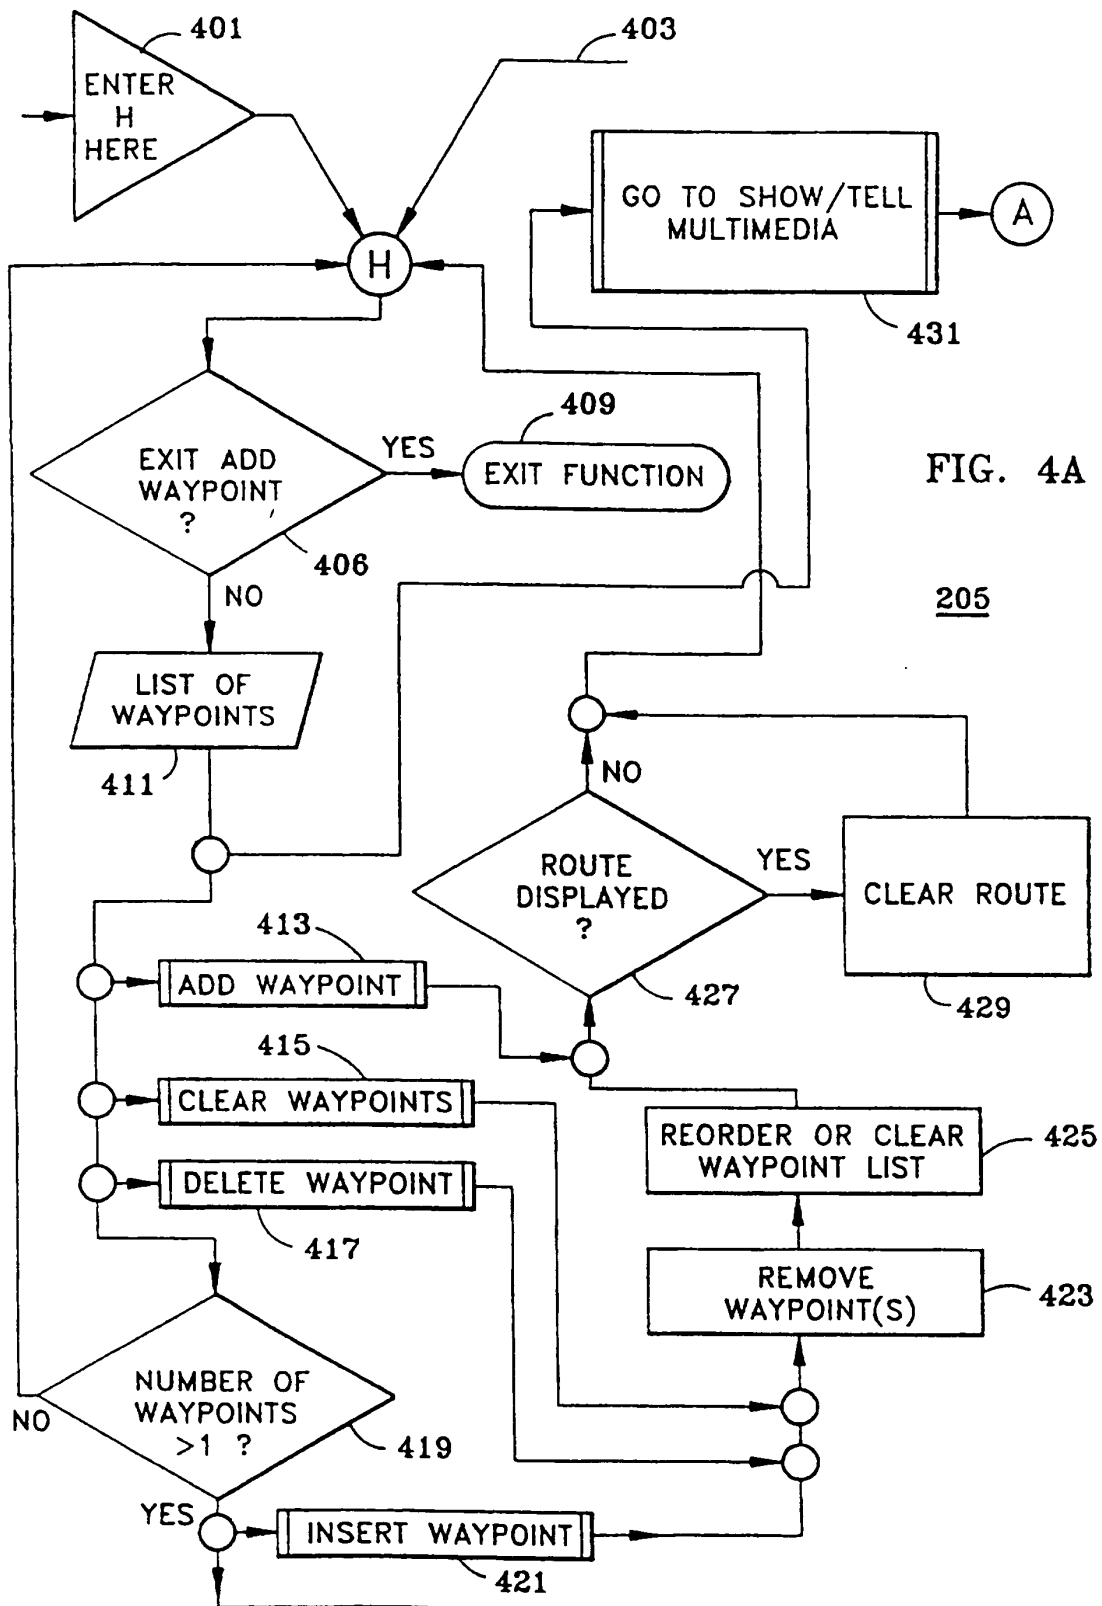 401
403
ENTER
H
HERE
GO TO SHOW/TELL
MULTIMEDIA
A
H
431
409
YES
EXIT FUNCTION
FIG. 4A
EXIT ADD
WAYPOINT
?
406
NO
205
LIST OF
WAYPOINTS
411
NO
ROUTE
DISPLAYED
?
YES
CLEAR ROUTE
413
ADD WAYPOINT
427
429
415
CLEAR WAYPOINTS
REORDER OR CLEAR
WAYPOINT LIST
425
DELETE WAYPOINT
417
REMOVE
WAYPOINT(S)
423
NUMBER OF
WAYPOINTS
>1 ?
NO
419
YES
INSERT WAYPOINT
421